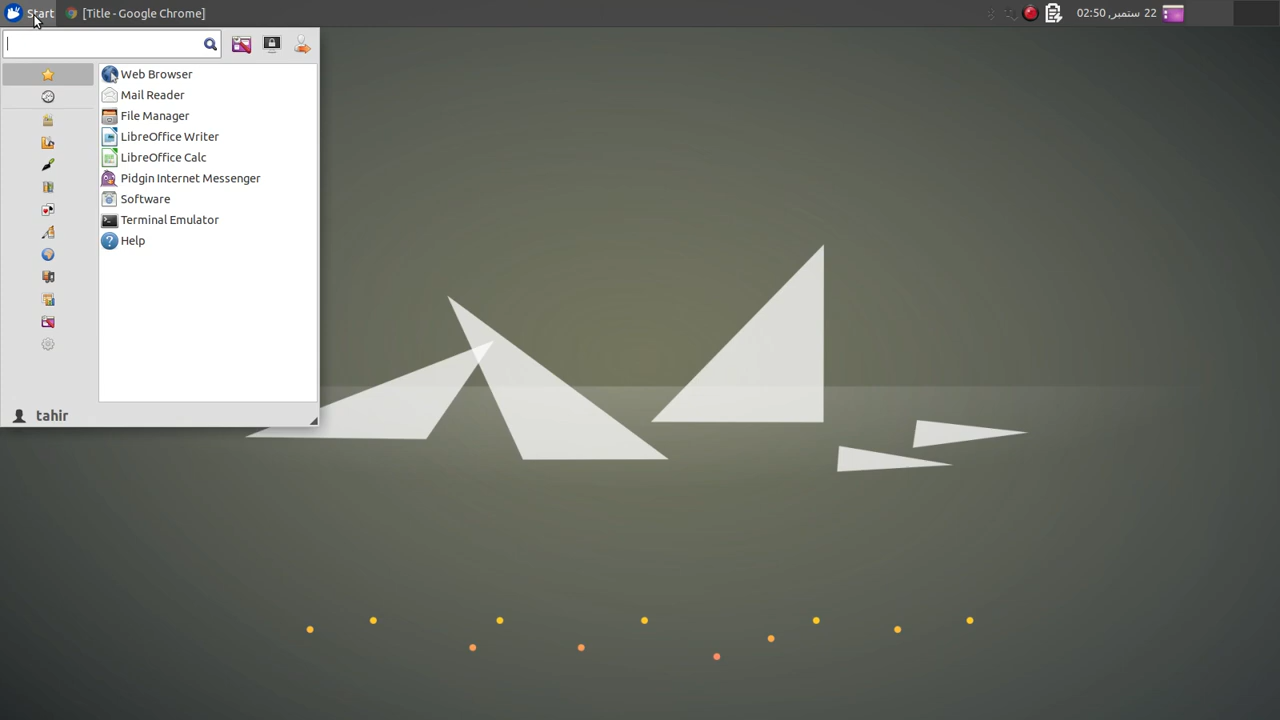 Start
[Title - Google Chrome]
22 ستمبر, 02:50
Web Browser
Mail Reader
File Manager
LibreOffice Writer
LibreOffice Calc
Pidgin Internet Messenger
Software
Terminal Emulator
Help
tahir